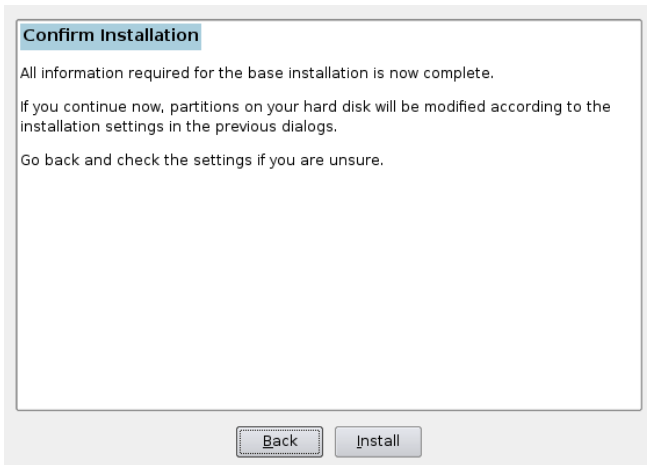 Confirm Installation
All information required for the base installation is now complete.
If you continue now, partitions on your hard disk will be modified according to the
installation settings in the previous dialogs.
Go back and check the settings if you are unsure.
Back
Install